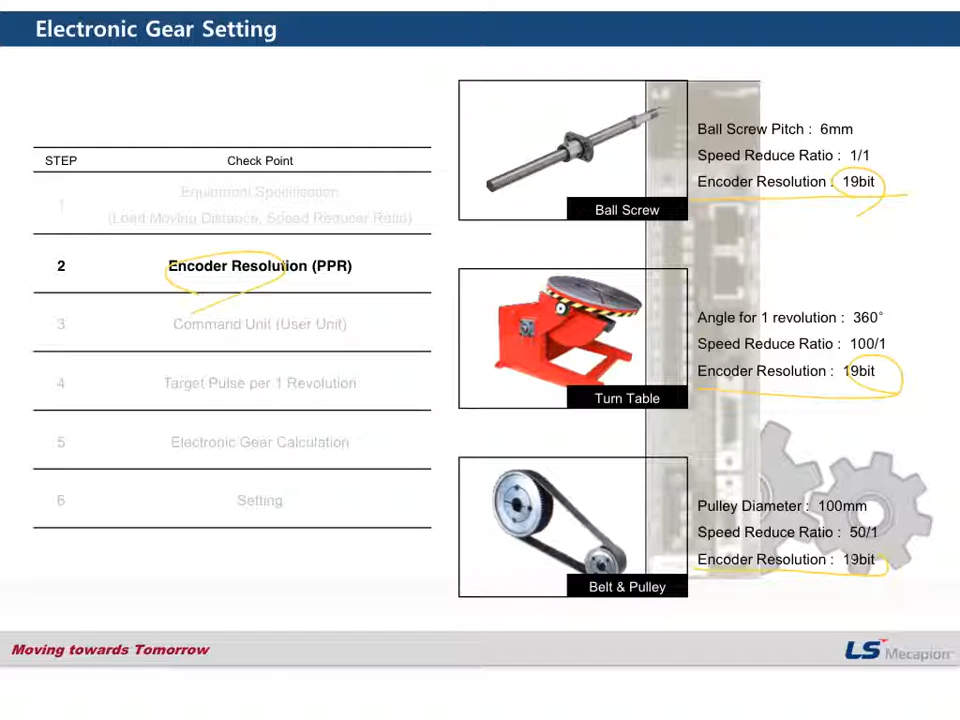 Electronic Gear Setting
STEP Check Point
1 Equipment Specification
(Load Moving Distance, Speed Reducer Ratio)
2 Encoder Resolution (PPR)
3 Command Unit (User Unit)
4 Target Pulse per 1 Revolution
5 Electronic Gear Calculation
6 Setting
Ball Screw
Ball Screw Pitch : 6mm
Speed Reduce Ratio : 1/1
Encoder Resolution : 19bit
Turn Table
Angle for 1 revolution : 360°
Speed Reduce Ratio : 100/1
Encoder Resolution : 19bit
Belt & Pulley
Pulley Diameter : 100mm
Speed Reduce Ratio : 50/1
Encoder Resolution : 19bit
Moving towards Tomorrow
LS Mecapion